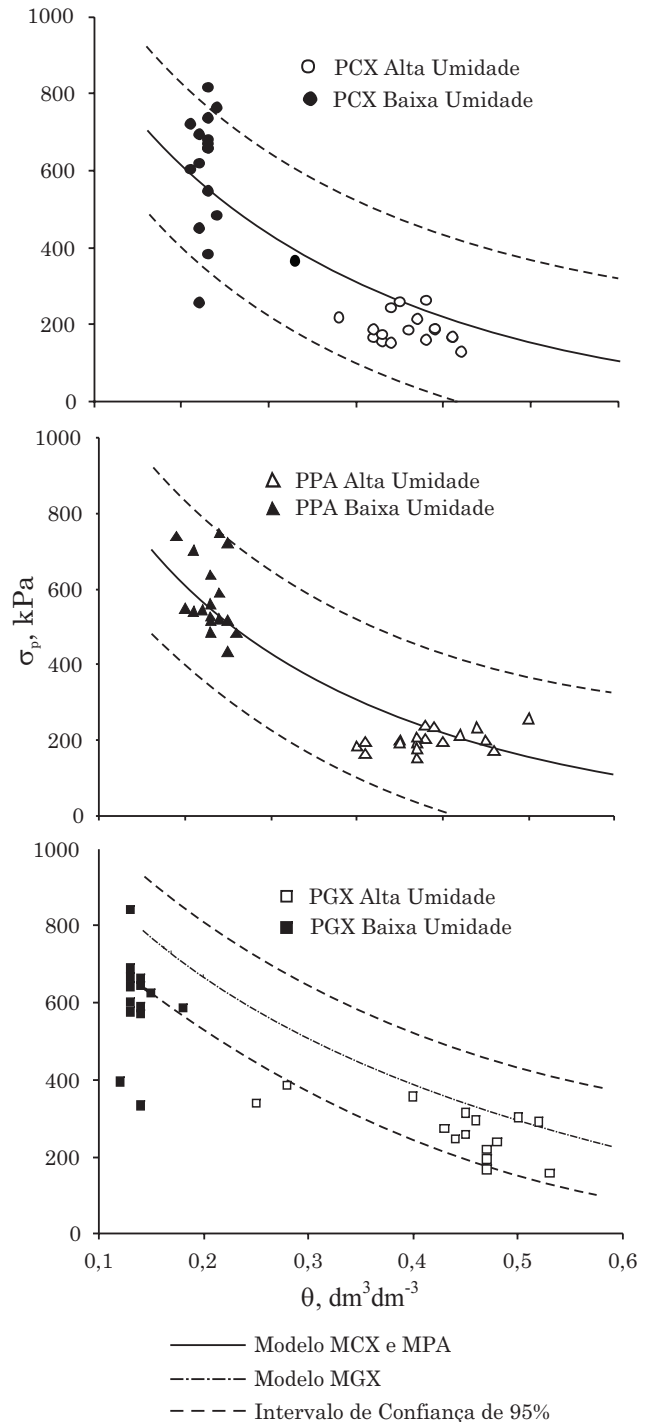 1000
PCX Alta Umidade
800
PCX Baixa Umidade
600
400
200
0
1000
PPA Alta Umidade
PPA Baixa Umidade
800
600
σp, kPa
400
200
0
1000
PGX Alta Umidade
800
PGX Baixa Umidade
600
400
200
0
0,1 0,2 0,3 0,4 0,5 0,6
θ, dm³dm⁻³
Modelo MCX e MPA
Modelo MGX
Intervalo de Confiança de 95%